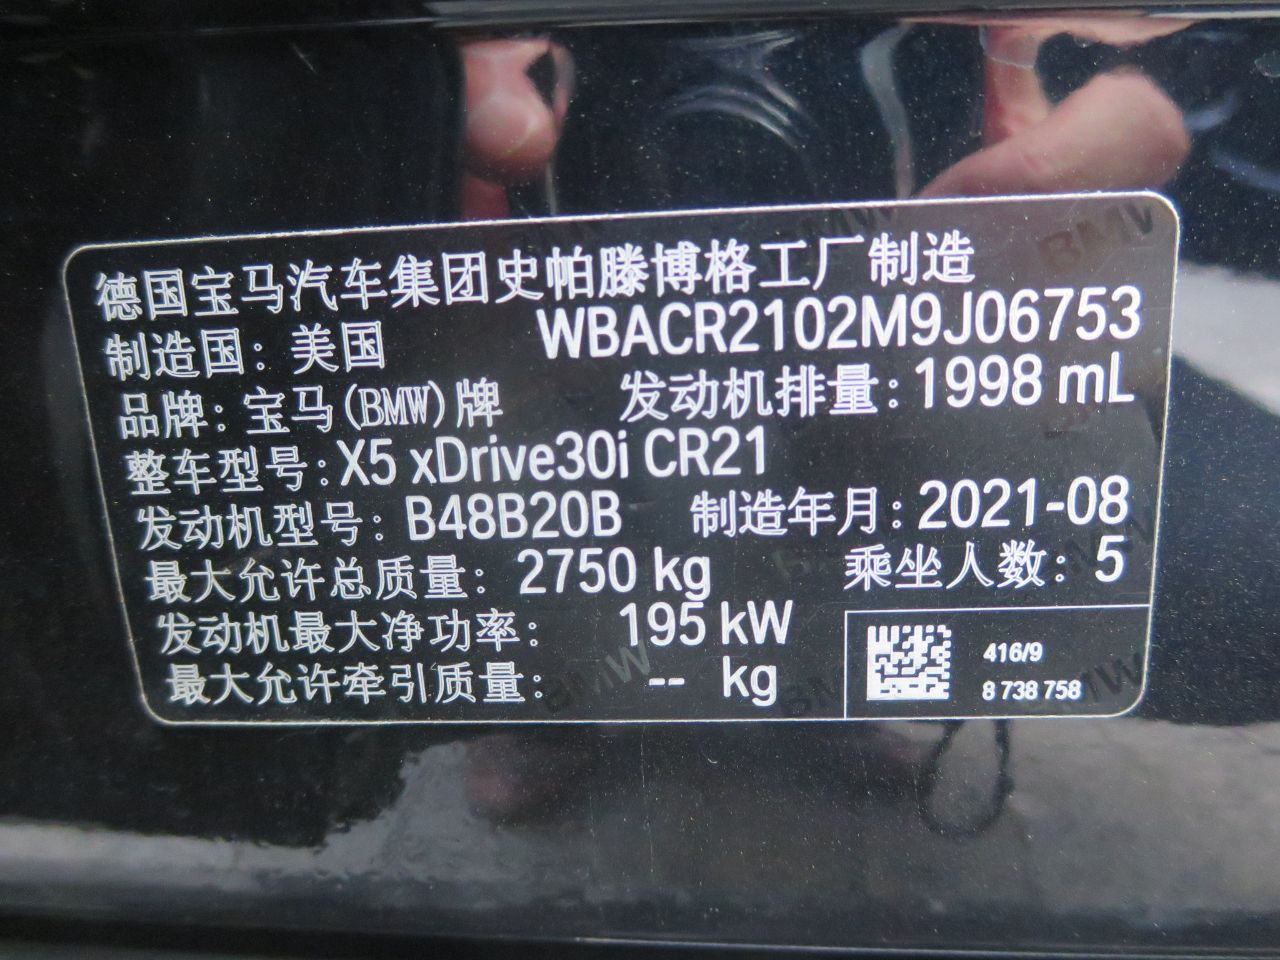 德国宝马汽车集团史帕滕博格工厂制造
制造国：美国 WBACR2102M9J06753
品牌：宝马(BMW)牌 发动机排量：1998 mL
整车型号：X5 xDrive30i CR21
发动机型号：B48B20B 制造年月：2021-08
最大允许总质量：2750 kg 乘坐人数：5
发动机最大净功率：195 kW
最大允许牵引质量：-- kg
416/9
8 738 758